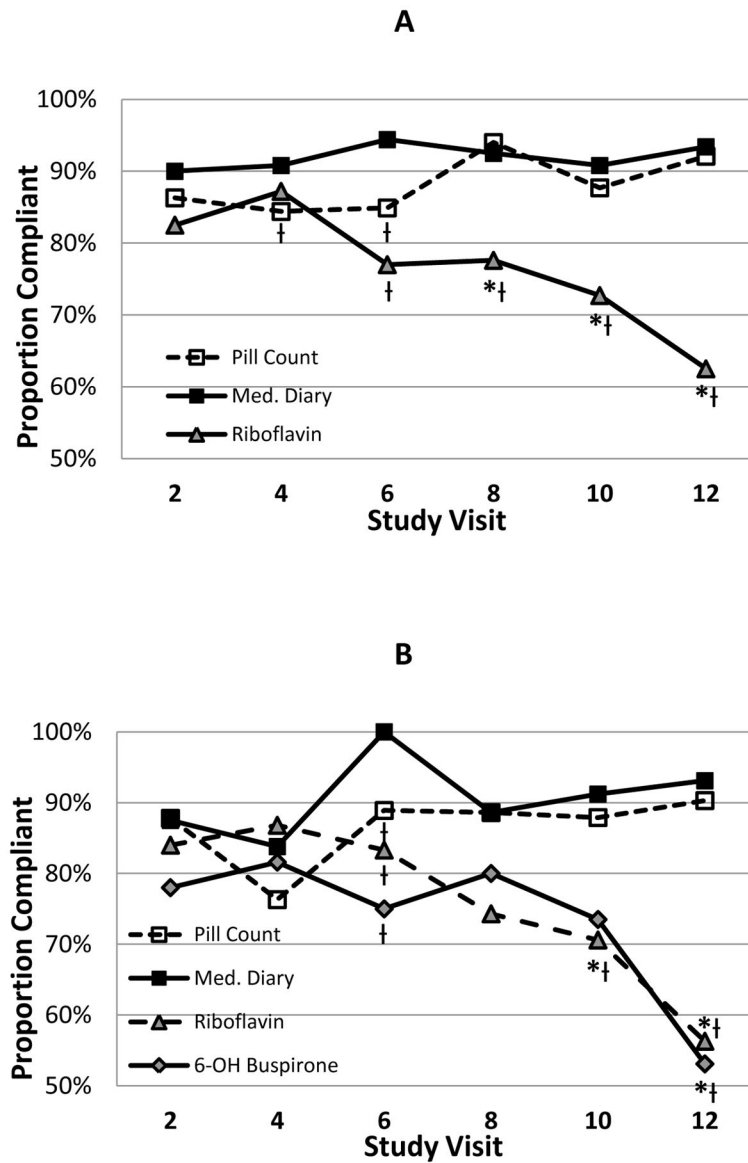 A
100%
90%
80%
70%
60%
50%
Proportion Compliant
†
†
†
*†
*†
*†
Pill Count
Med. Diary
Riboflavin
2 4 6 8 10 12
Study Visit
B
100%
90%
80%
70%
60%
50%
Proportion Compliant
†
†
†
*†
*†
*†
Pill Count
Med. Diary
Riboflavin
6-OH Buspirone
2 4 6 8 10 12
Study Visit